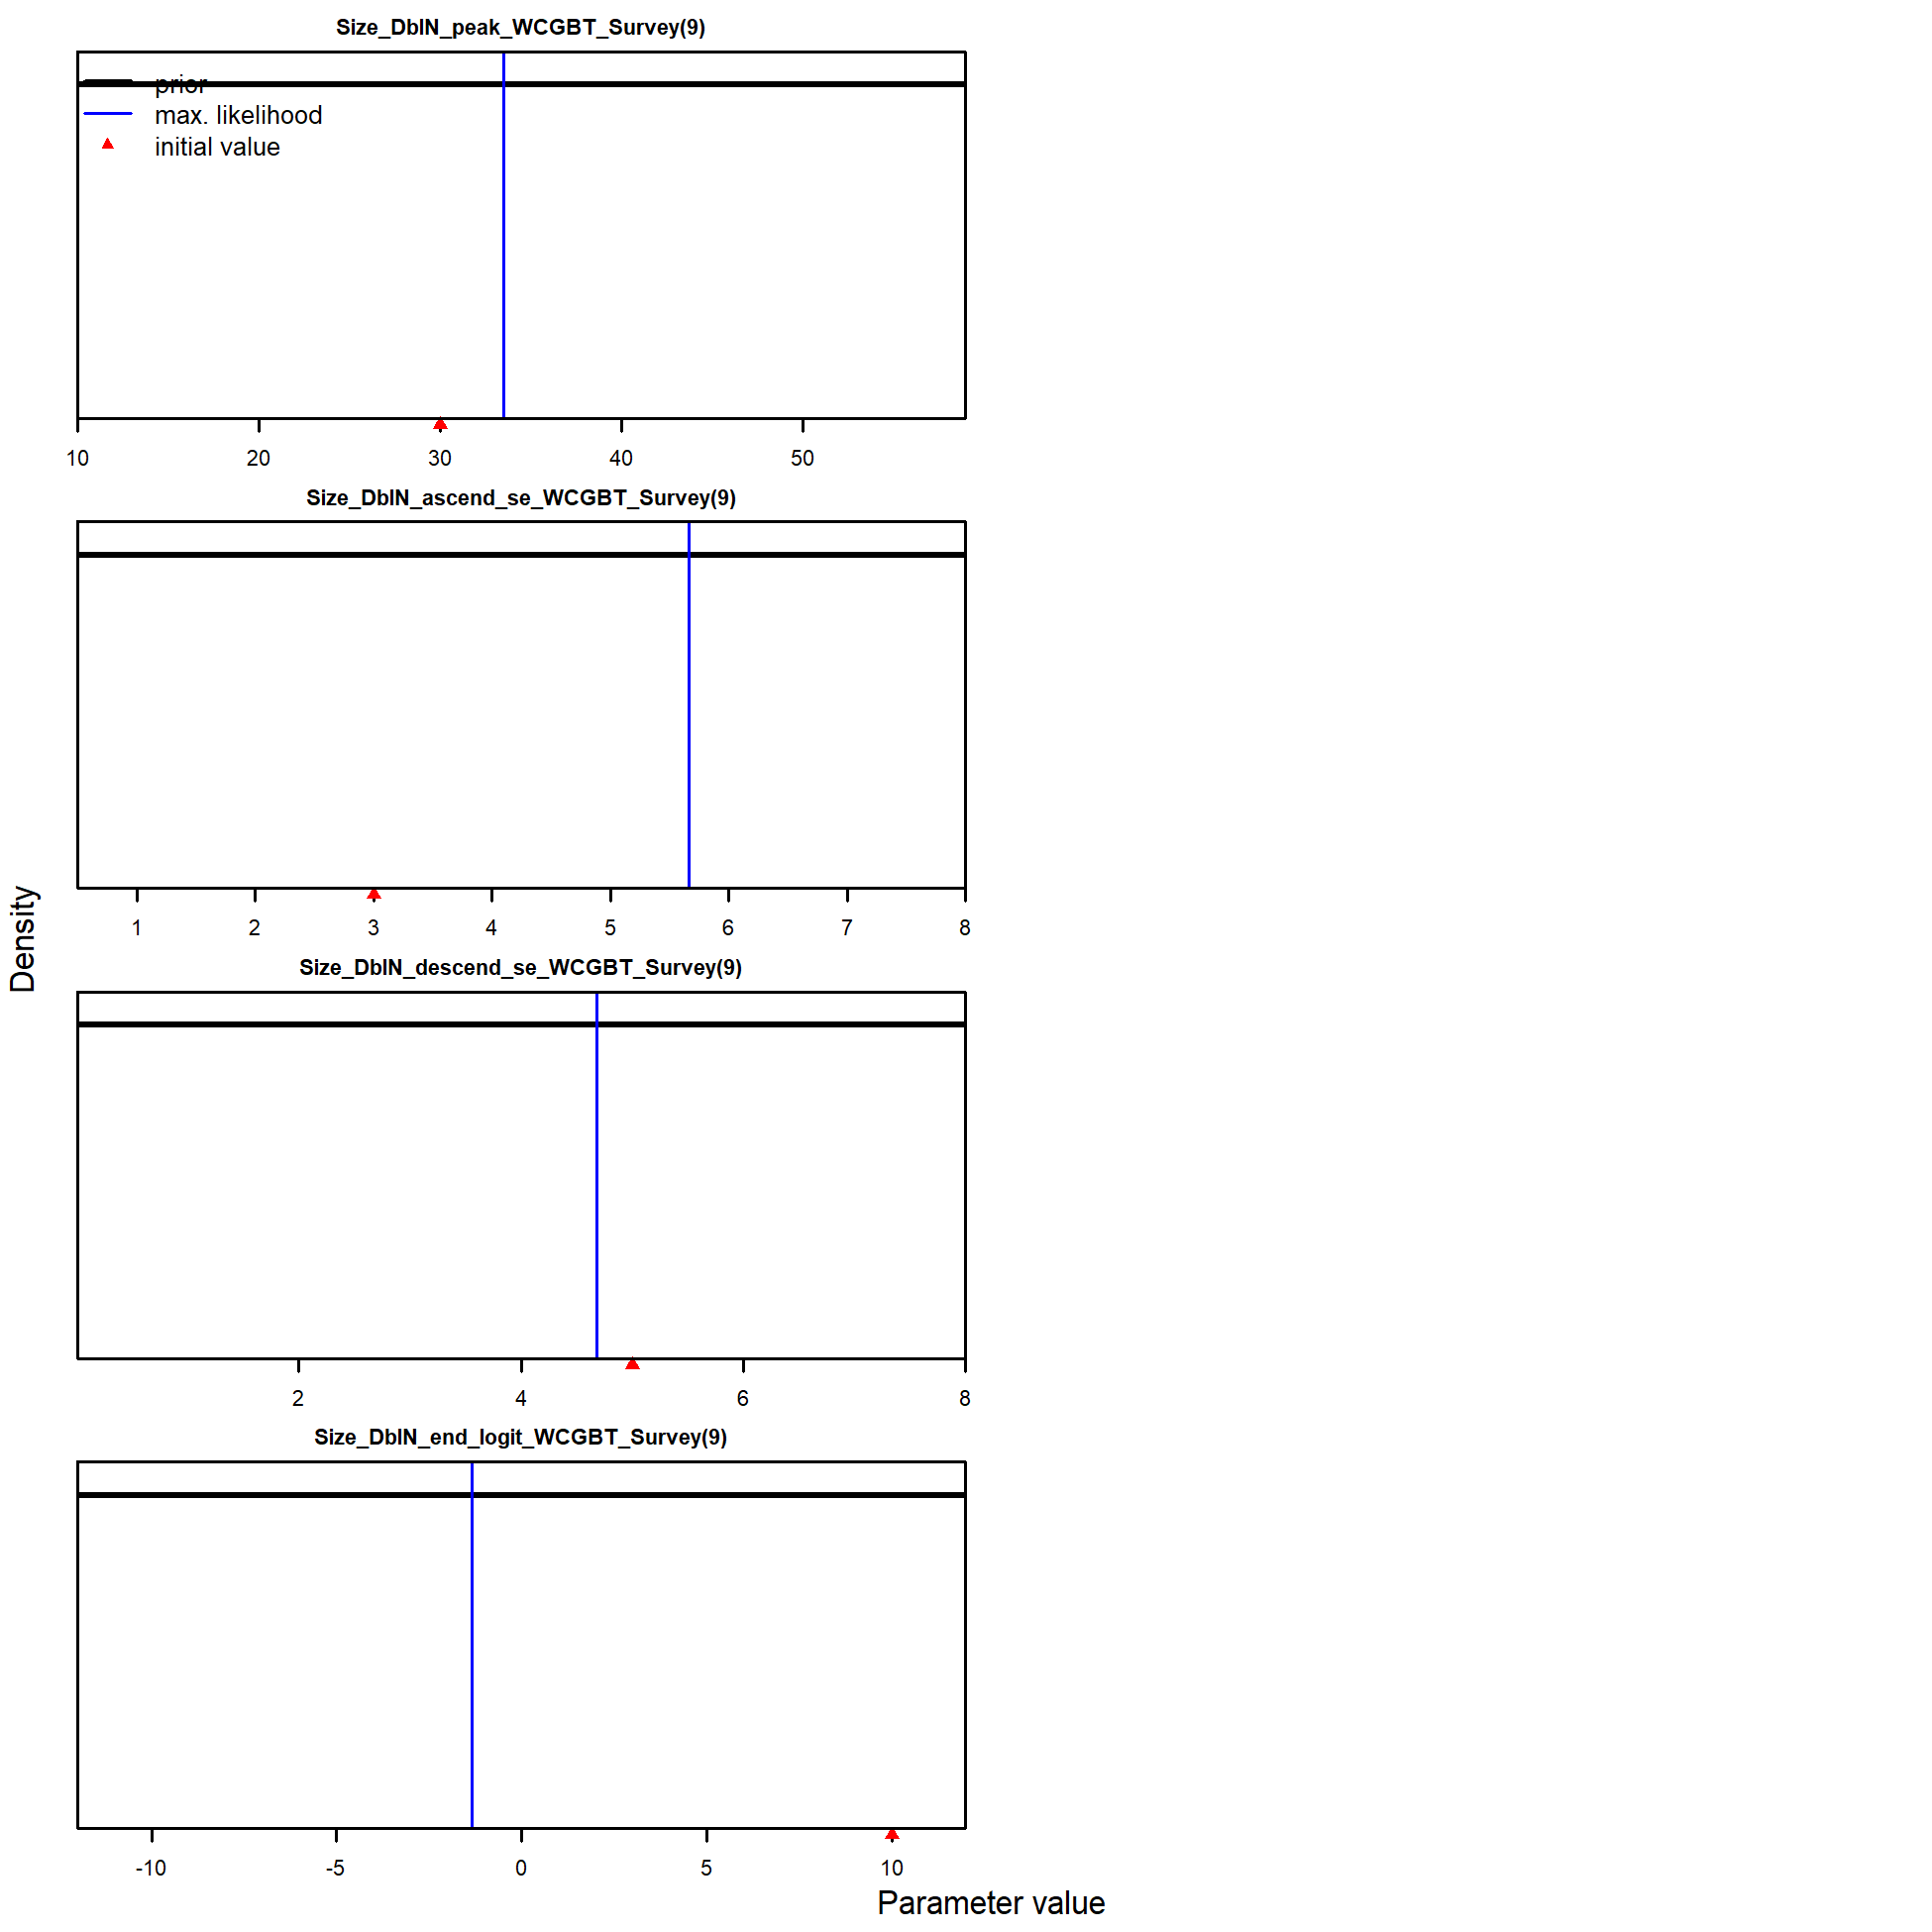 Size_DblN_peak_WCGBT_Survey(9)
prior
max. likelihood
initial value
10 20 30 40 50
Size_DblN_ascend_se_WCGBT_Survey(9)
1 2 3 4 5 6 7 8
Size_DblN_descend_se_WCGBT_Survey(9)
2 4 6 8
Size_DblN_end_logit_WCGBT_Survey(9)
-10 -5 0 5 10
Density
Parameter value